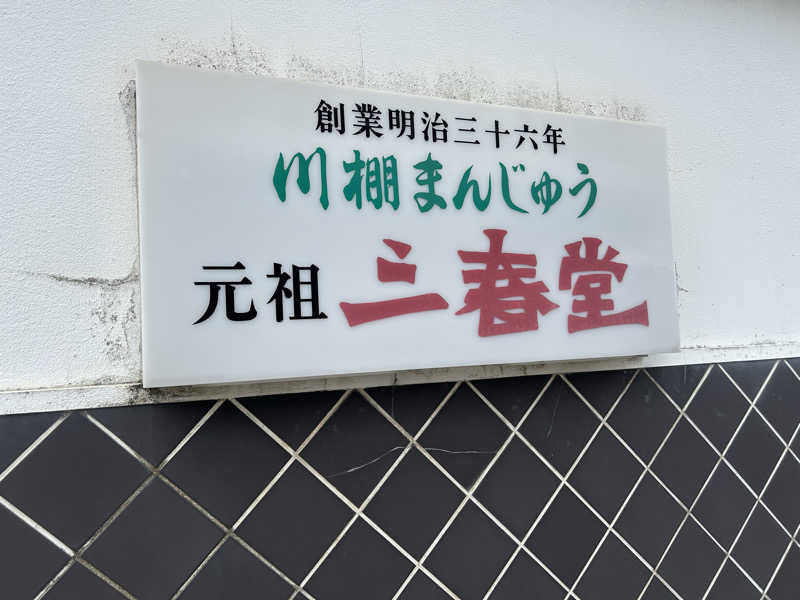 創業明治三十六年
川棚まんじゅう
元祖 三春堂